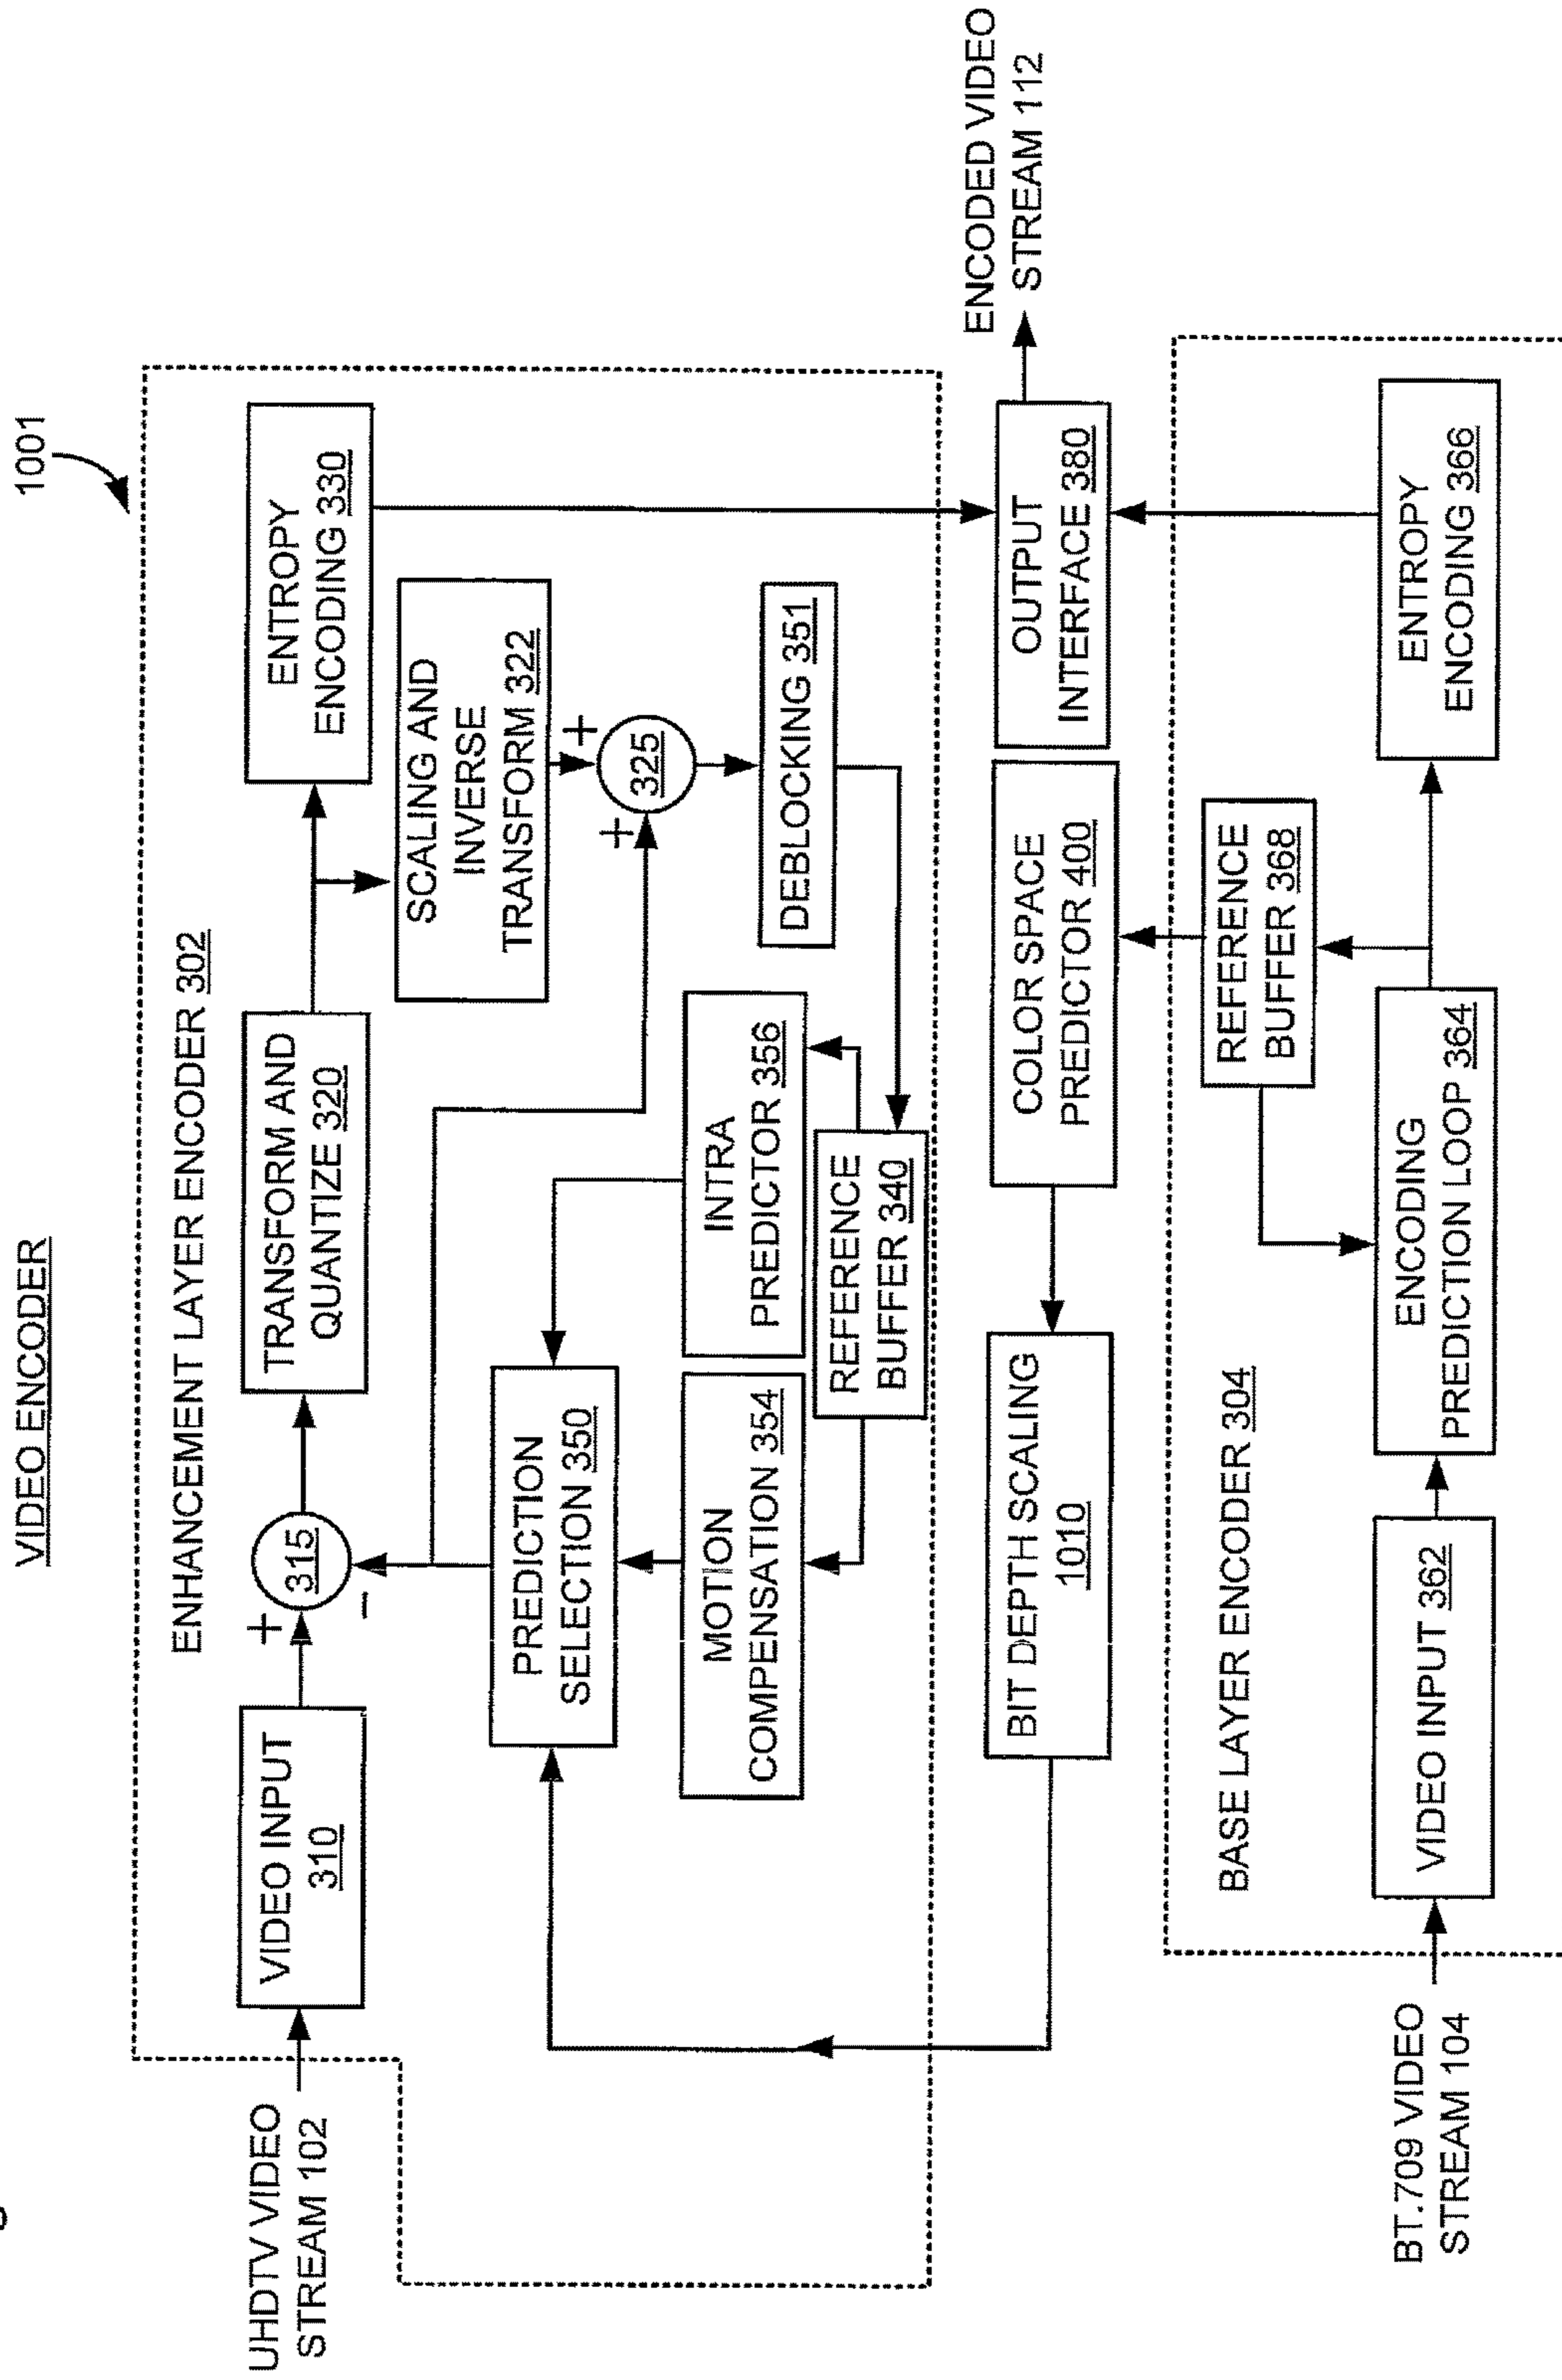 VIDEO ENCODER
1001
ENHANCEMENT LAYER ENCODER 302
UHDTV VIDEO
STREAM 102
VIDEO INPUT
310
+
-
315
TRANSFORM AND
QUANTIZE 320
ENTROPY
ENCODING 330
SCALING AND
INVERSE
TRANSFORM 322
+
+
325
DEBLOCKING 351
PREDICTION
SELECTION 350
INTRA
PREDICTOR 356
MOTION
COMPENSATION 354
REFERENCE
BUFFER 340
BIT DEPTH SCALING
1010
COLOR SPACE
PREDICTOR 400
OUTPUT
INTERFACE 380
ENCODED VIDEO
STREAM 112
BASE LAYER ENCODER 304
REFERENCE
BUFFER 368
BT.709 VIDEO
STREAM 104
VIDEO INPUT 362
ENCODING
PREDICTION LOOP 364
ENTROPY
ENCODING 366